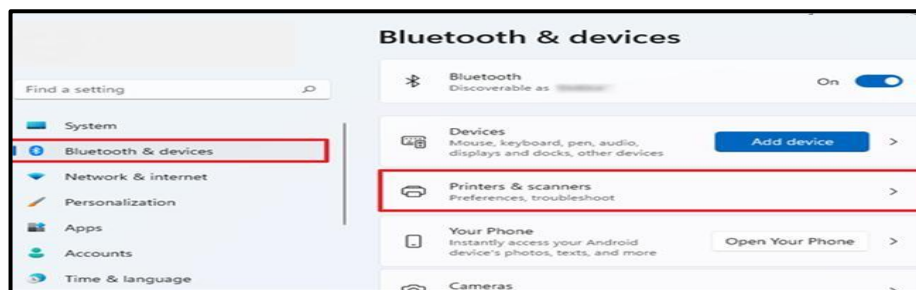 Bluetooth & devices
Find a setting
System
Bluetooth & devices
Network & internet
Personalization
Apps
Accounts
Time & language
Bluetooth
Discoverable as
On
Devices
Mouse, keyboard, pen, audio,
displays and docks, other devices
Add device
Printers & scanners
Preferences, troubleshoot
Your Phone
Instantly access your Android
device's photos, texts, and more
Open Your Phone
Cameras